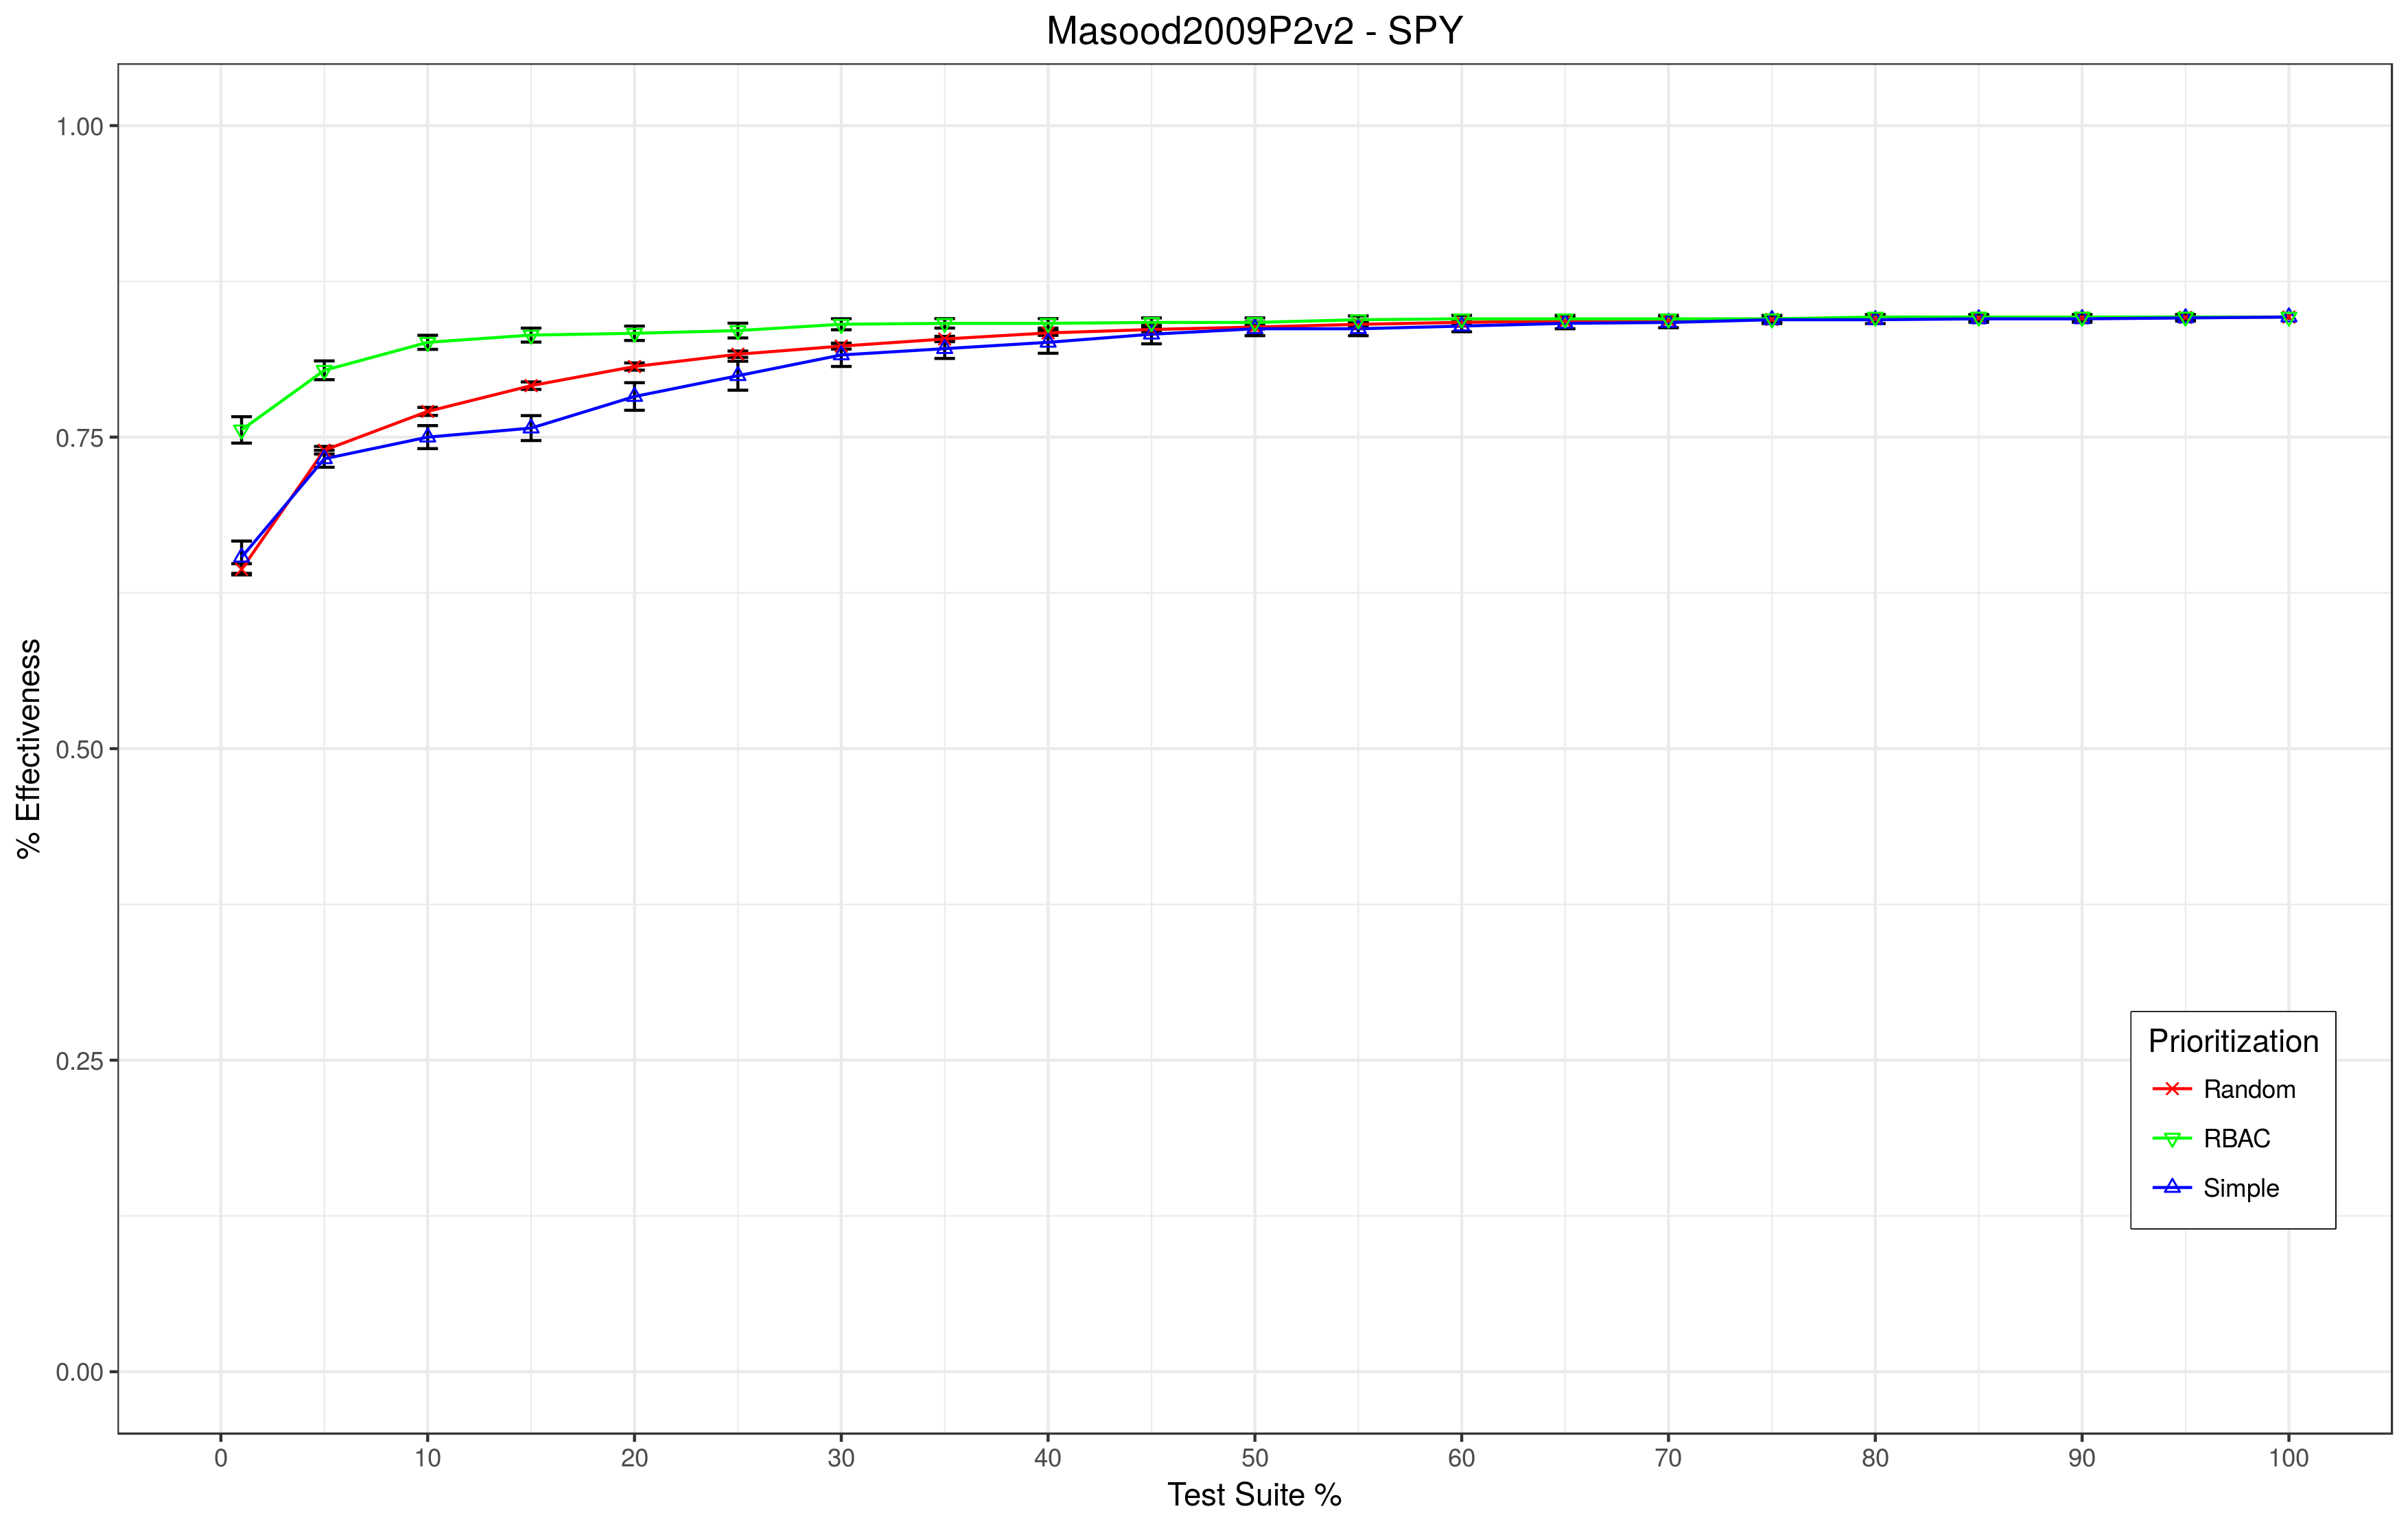 Masood2009P2v2 - SPY
% Effectiveness
1.00
0.75
0.50
0.25
0.00
Prioritization
Random
RBAC
Simple
0 10 20 30 40 50 60 70 80 90 100
Test Suite %